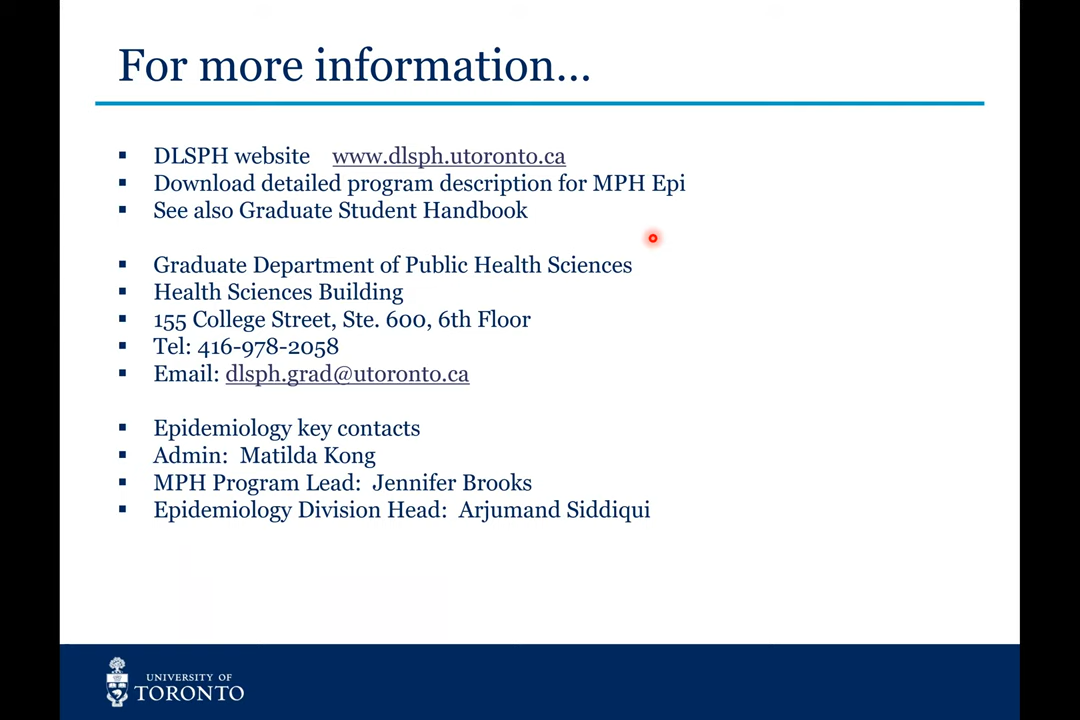 For more information...
DLSPH website www.dlsph.utoronto.ca
Download detailed program description for MPH Epi
See also Graduate Student Handbook
Graduate Department of Public Health Sciences
Health Sciences Building
155 College Street, Ste. 600, 6th Floor
Tel: 416-978-2058
Email: dlsph.grad@utoronto.ca
Epidemiology key contacts
Admin: Matilda Kong
MPH Program Lead: Jennifer Brooks
Epidemiology Division Head: Arjumand Siddiqui
UNIVERSITY OF
TORONTO